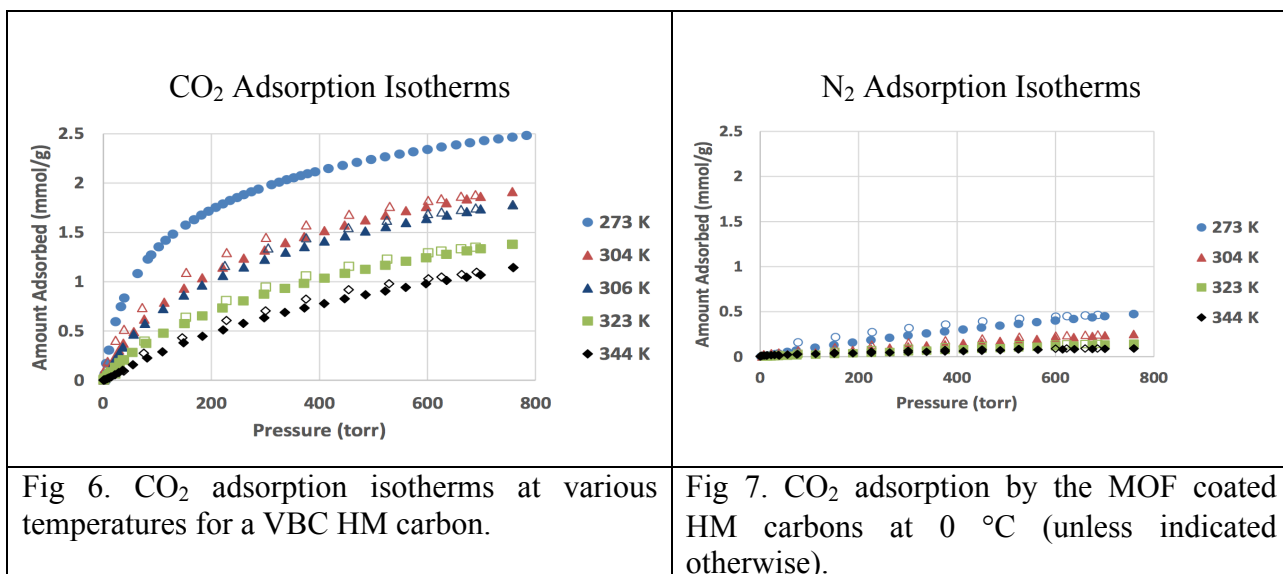 CO₂ Adsorption Isotherms
2.5
2
1.5
1
0.5
0
Amount Adsorbed (mmol/g)
0 200 400 600 800
Pressure (torr)
273 K
304 K
306 K
323 K
344 K
Fig 6. CO₂ adsorption isotherms at various
temperatures for a VBC HM carbon.
N₂ Adsorption Isotherms
2.5
2
1.5
1
0.5
0
Amount Adsorbed (mmol/g)
0 200 400 600 800
Pressure (torr)
273 K
304 K
323 K
344 K
Fig 7. CO₂ adsorption by the MOF coated
HM carbons at 0 °C (unless indicated
otherwise).